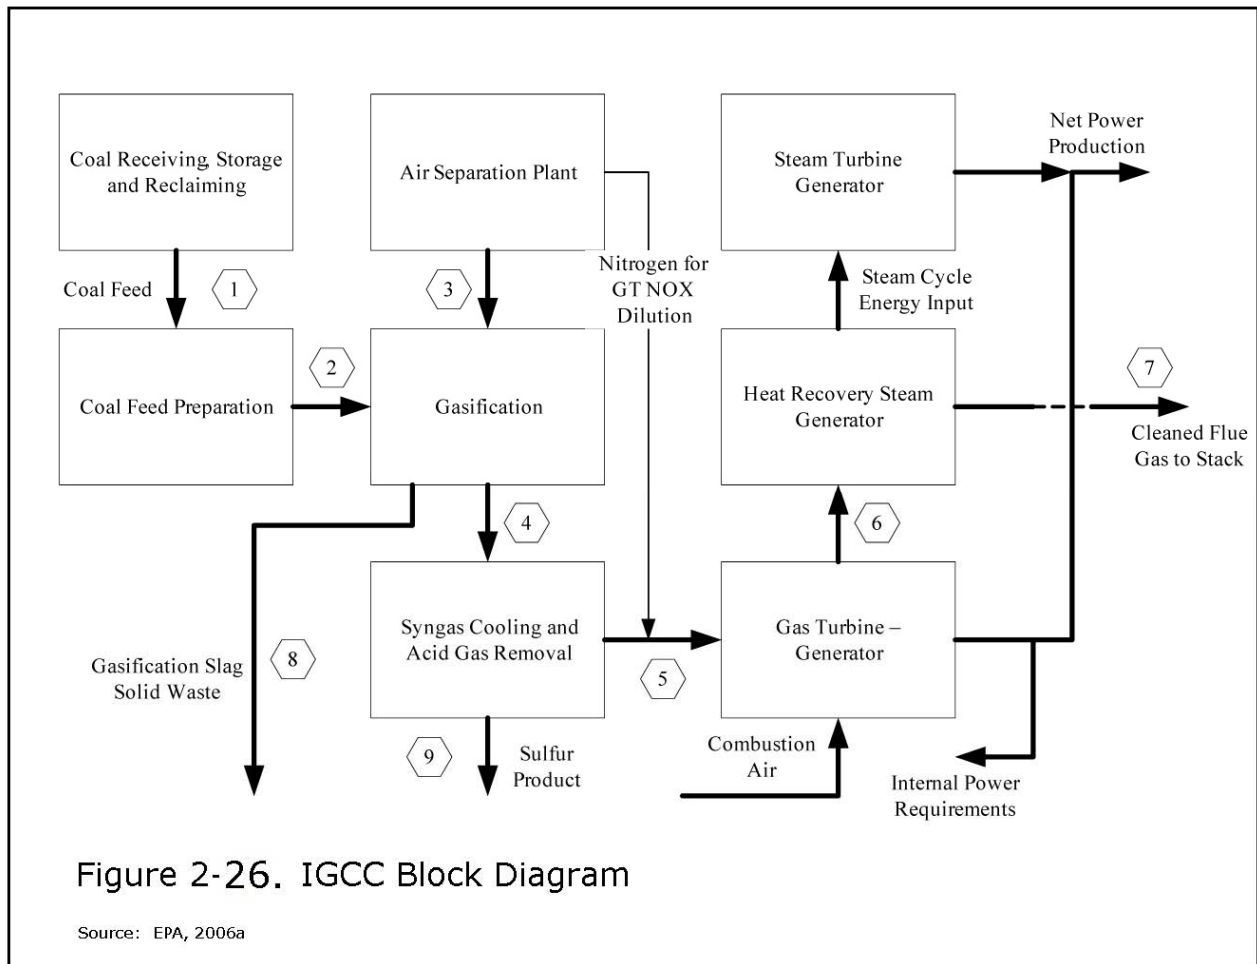 Coal Receiving, Storage
and Reclaiming
Air Separation Plant
Steam Turbine
Generator
Net Power
Production
Coal Feed
1
3
Nitrogen for
GT NOX
Dilution
Steam Cycle
Energy Input
Coal Feed Preparation
2
Gasification
Heat Recovery Steam
Generator
7
Cleaned Flue
Gas to Stack
4
6
Gasification Slag
Solid Waste
8
Syngas Cooling and
Acid Gas Removal
5
Gas Turbine –
Generator
9
Sulfur
Product
Combustion
Air
Internal Power
Requirements
Figure 2-26. IGCC Block Diagram
Source: EPA, 2006a